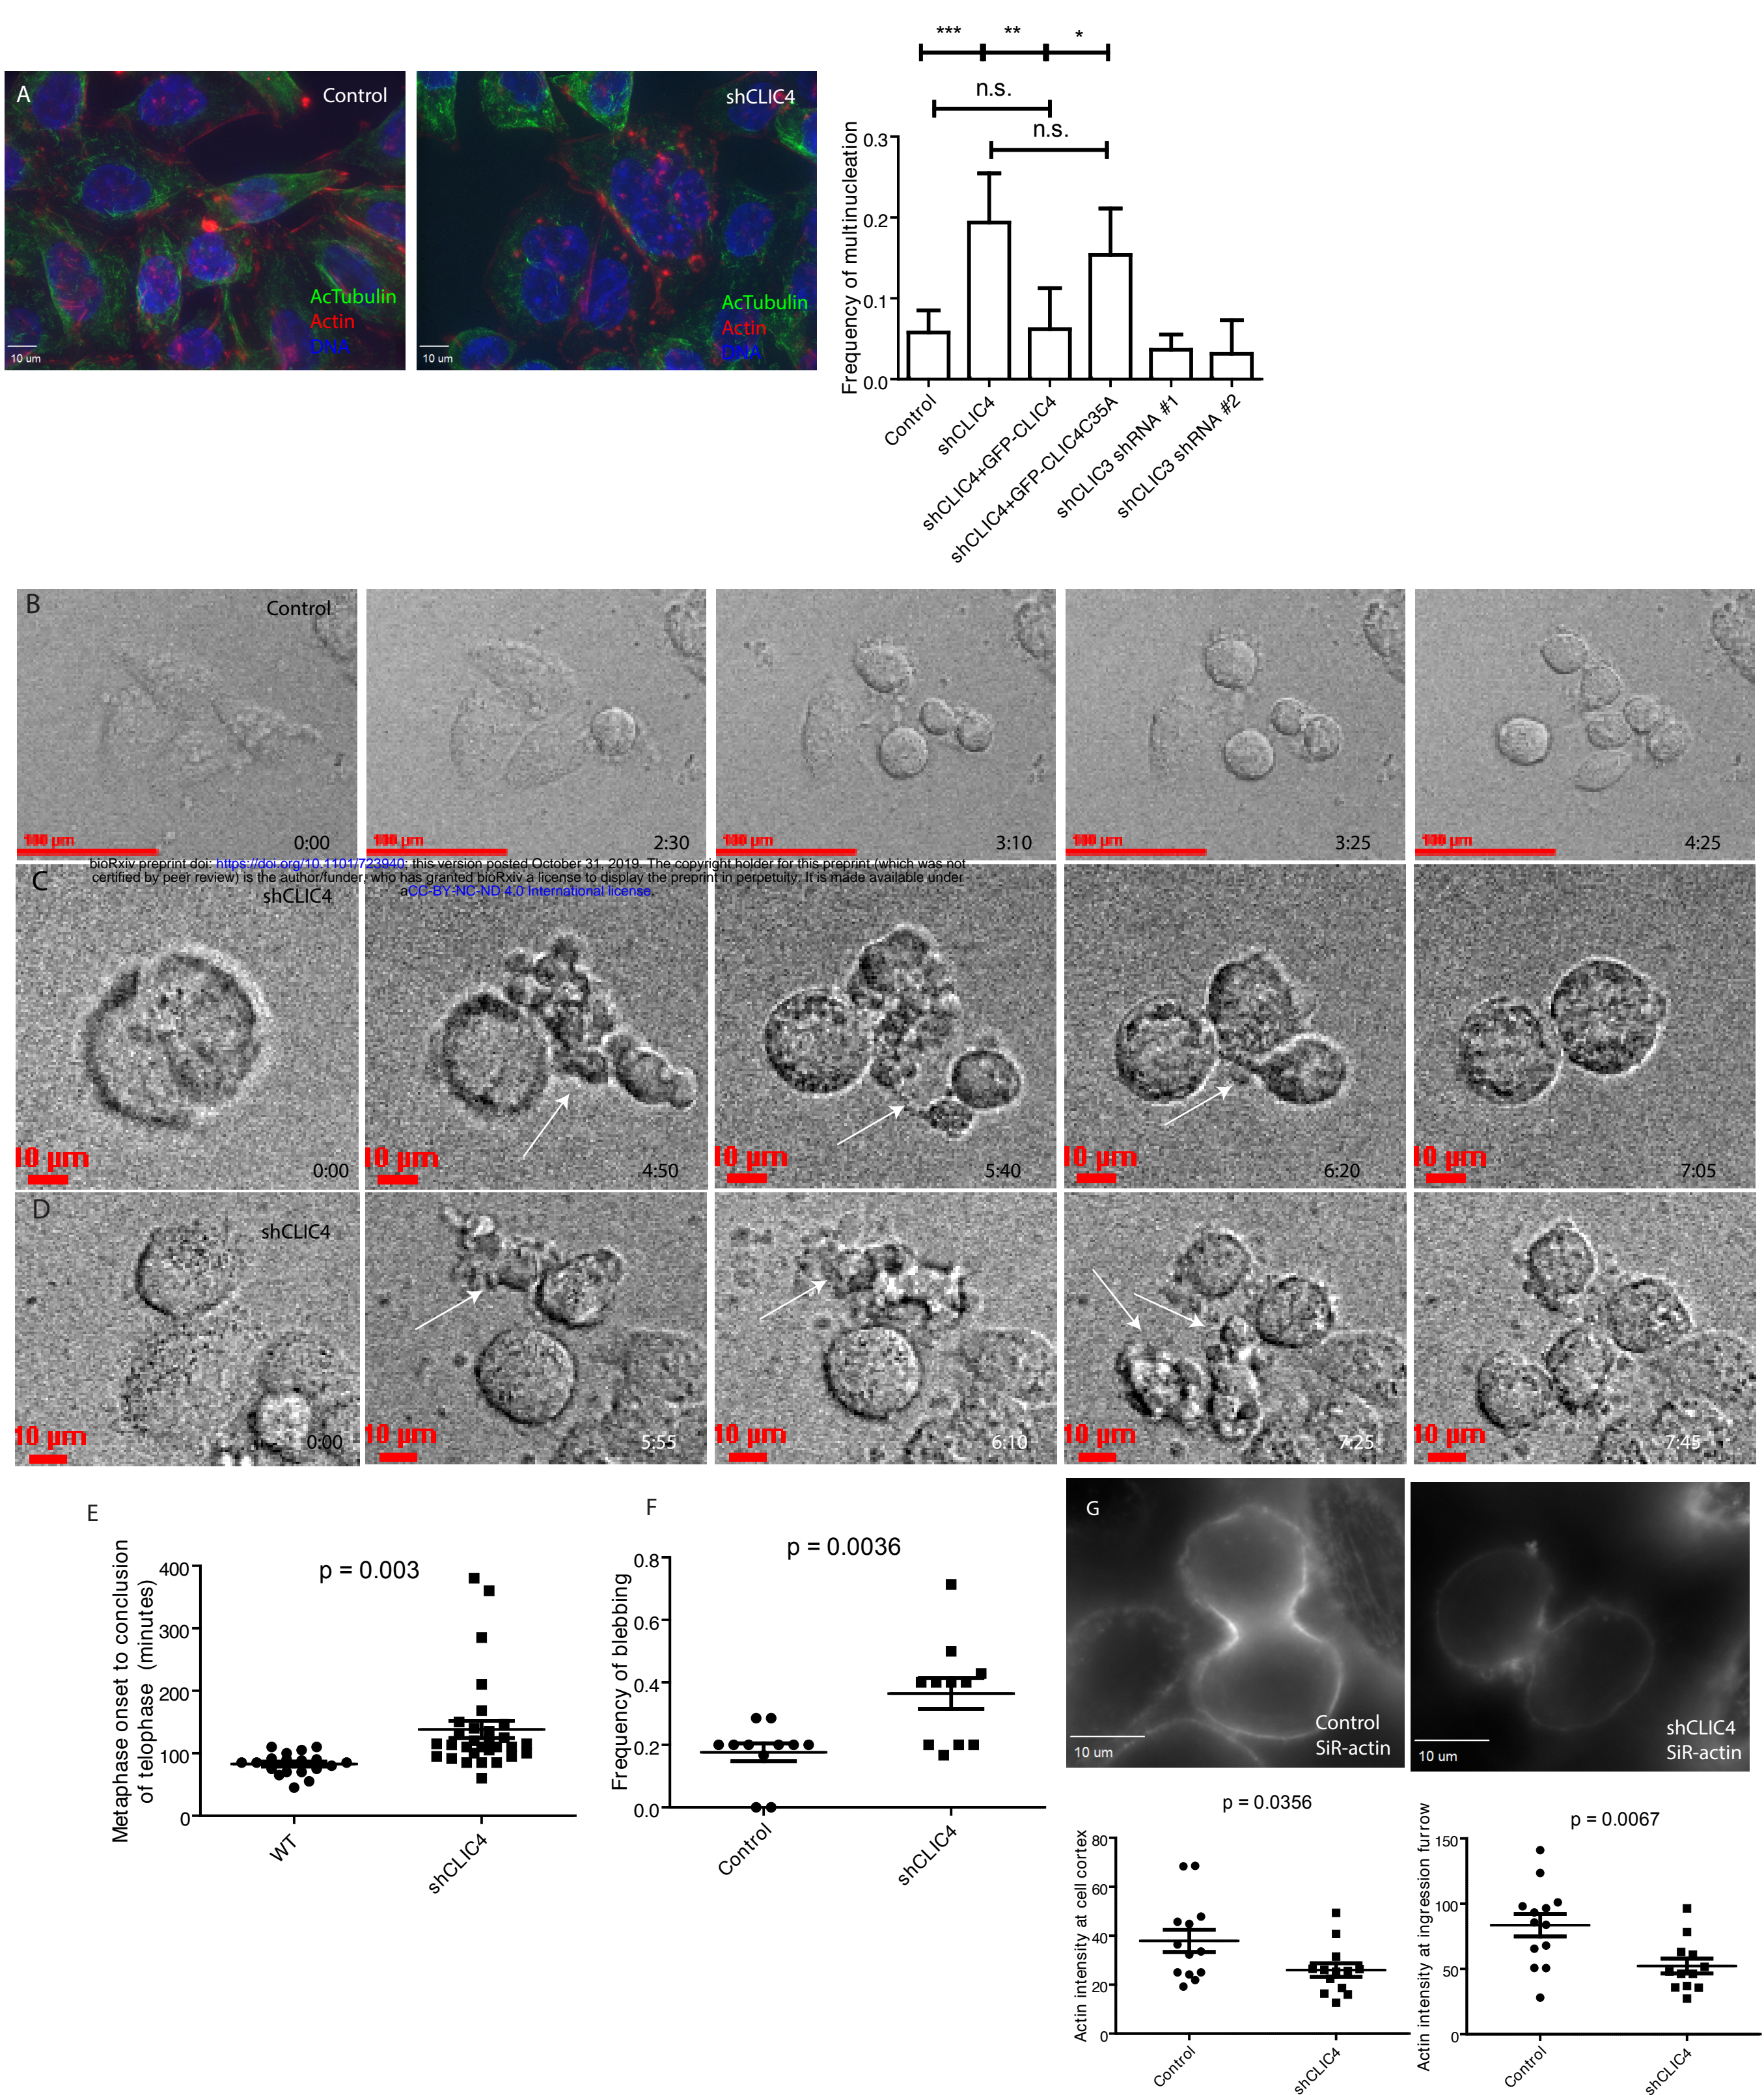 A
Control
AcTubulin
Actin
DNA
10 um
shCLIC4
AcTubulin
Actin
DNA
10 um
***
**
*
n.s.
n.s.
Frequency of multinucleation
0.3
0.2
0.1
0.0
Control
shCLIC4
shCLIC4+GFP-CLIC4
shCLIC4+GFP-CLIC4C35A
shCLIC3 shRNA #1
shCLIC3 shRNA #2
B
Control
100 µm
0:00
100 µm
2:30
100 µm
3:10
100 µm
3:25
100 µm
4:25
bioRxiv preprint doi: https://doi.org/10.1101/723940; this version posted October 31, 2019. The copyright holder for this preprint (which was not
certified by peer review) is the author/funder, who has granted bioRxiv a license to display the preprint in perpetuity. It is made available under
aCC-BY-NC-ND 4.0 International license.
C
shCLIC4
10 µm
0:00
10 µm
4:50
10 µm
5:40
10 µm
6:20
10 µm
7:05
D
shCLIC4
10 µm
0:00
10 µm
5:55
10 µm
6:10
10 µm
7:25
10 µm
7:45
E
p = 0.003
Metaphase onset to conclusion
of telophase (minutes)
400
300
200
100
0
WT
shCLIC4
F
p = 0.0036
Frequency of blebbing
0.8
0.6
0.4
0.2
0.0
Control
shCLIC4
G
Control
SiR-actin
10 um
shCLIC4
SiR-actin
10 um
p = 0.0356
Actin intensity at cell cortex
80
60
40
20
0
Control
shCLIC4
p = 0.0067
Actin intensity at ingression furrow
150
100
50
0
Control
shCLIC4